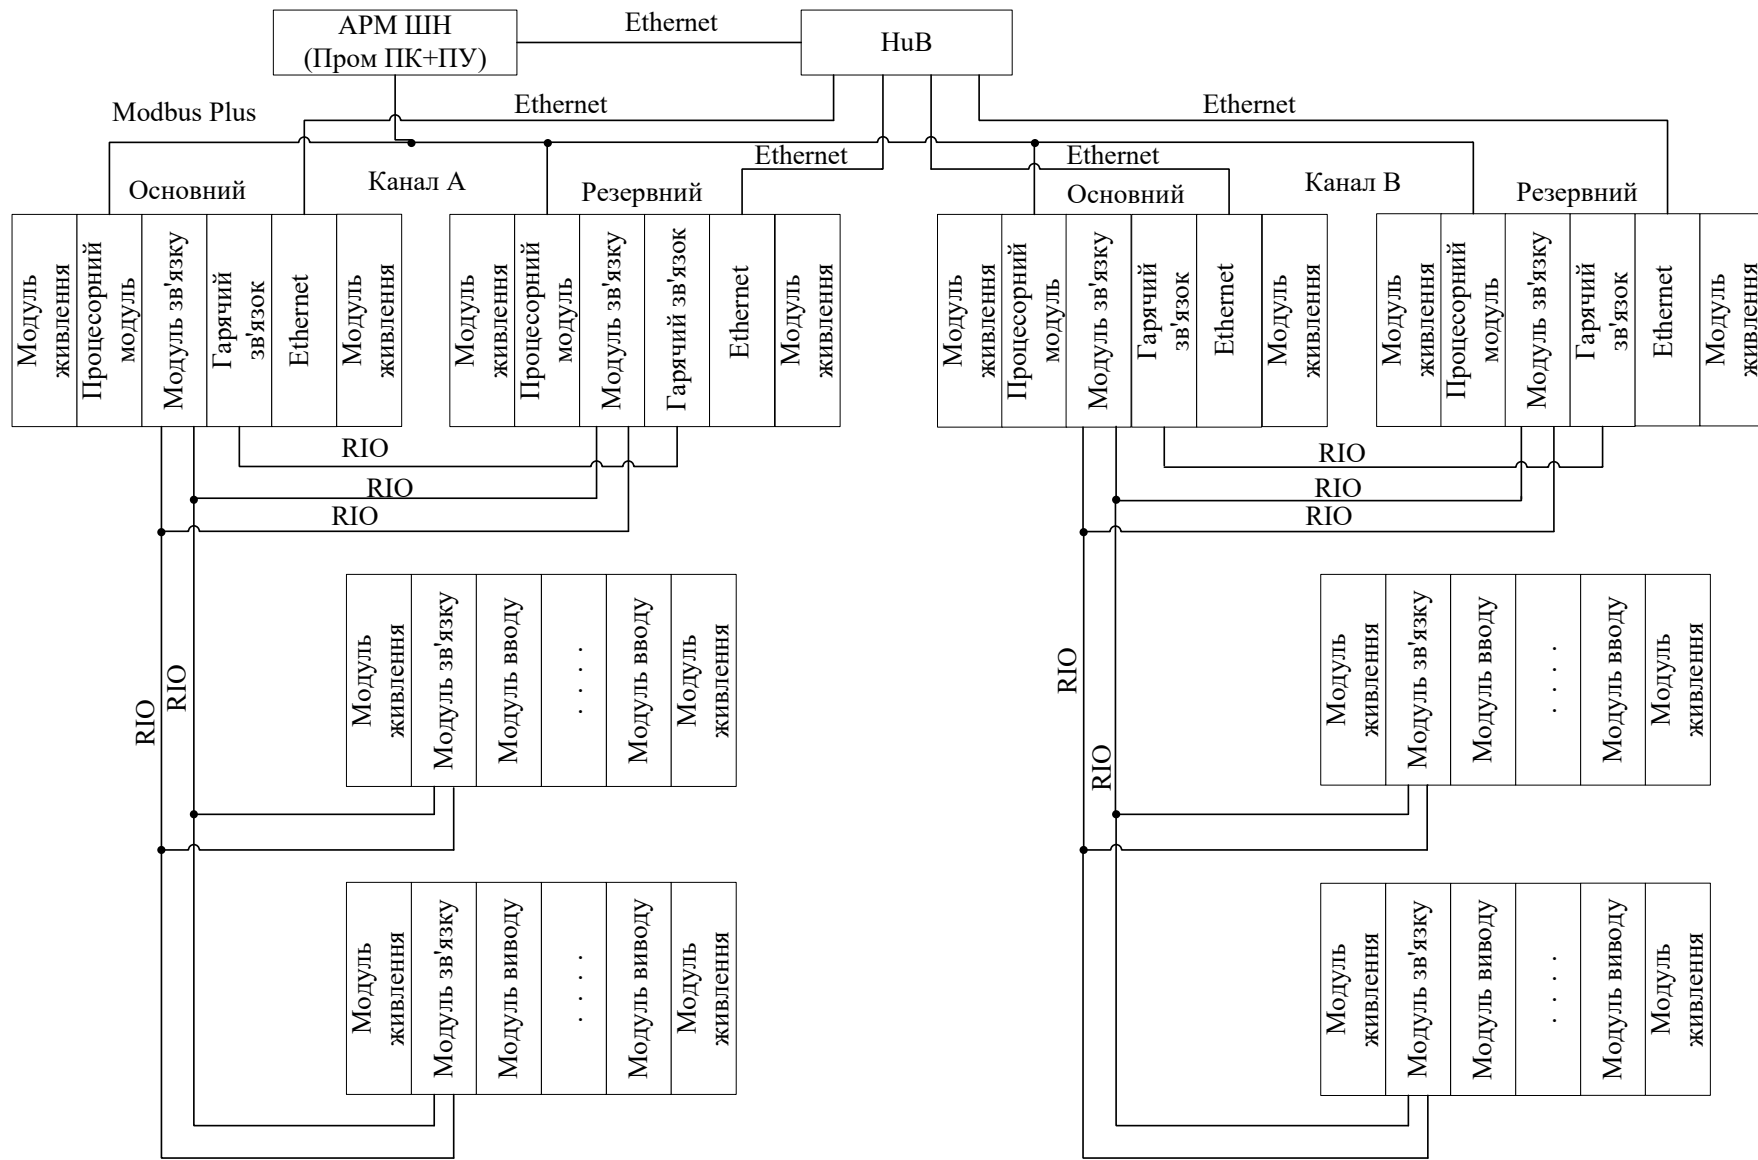 АРМ ШН
(Пром ПК+ПУ)
Ethernet
HuB
Modbus Plus
Ethernet
Ethernet
Ethernet
Ethernet
Основний
Канал А
Резервний
Основний
Канал В
Резервний
Модуль
живлення
Процесорний
модуль
Модуль зв'язку
Гарячий
зв'язок
Ethernet
Модуль
живлення
Модуль
живлення
Процесорний
модуль
Модуль зв'язку
Гарячий зв'язок
Ethernet
Модуль
живлення
Модуль
живлення
Процесорний
модуль
Модуль зв'язку
Гарячий
зв'язок
Ethernet
Модуль
живлення
Модуль
живлення
Процесорний
модуль
Модуль зв'язку
Гарячий
зв'язок
Ethernet
Модуль
живлення
RIO
RIO
RIO
RIO
RIO
RIO
RIO
RIO
Модуль
живлення
Модуль зв'язку
Модуль вводу
. . . . .
Модуль вводу
Модуль
живлення
RIO
RIO
Модуль
живлення
Модуль зв'язку
Модуль вводу
. . . . .
Модуль вводу
Модуль
живлення
Модуль
живлення
Модуль зв'язку
Модуль виводу
. . . . .
Модуль виводу
Модуль
живлення
Модуль
живлення
Модуль зв'язку
Модуль виводу
. . . . .
Модуль виводу
Модуль
живлення